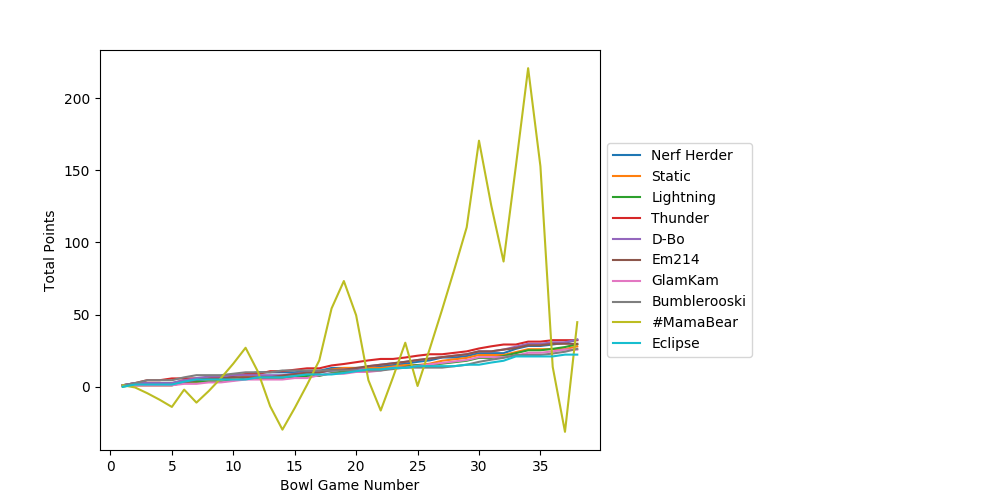 200
150
100
50
0
Total Points
0 5 10 15 20 25 30 35
Bowl Game Number
Nerf Herder
Static
Lightning
Thunder
D-Bo
Em214
GlamKam
Bumblerooski
#MamaBear
Eclipse